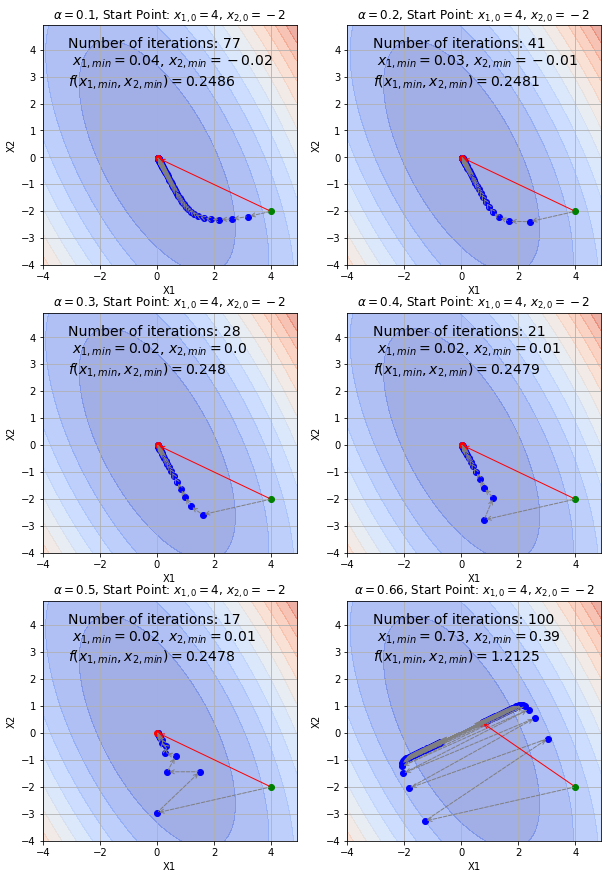 α = 0.1, Start Point: x₁,₀ = 4, x₂,₀ = −2
Number of iterations: 77
x₁,min = 0.04, x₂,min = −0.02
f(x₁,min, x₂,min) = 0.2486
4
3
2
1
0
−1
−2
−3
−4
X2
−4 −2 0 2 4
X1
α = 0.2, Start Point: x₁,₀ = 4, x₂,₀ = −2
Number of iterations: 41
x₁,min = 0.03, x₂,min = −0.01
f(x₁,min, x₂,min) = 0.2481
4
3
2
1
0
−1
−2
−3
−4
X2
−4 −2 0 2 4
X1
α = 0.3, Start Point: x₁,₀ = 4, x₂,₀ = −2
Number of iterations: 28
x₁,min = 0.02, x₂,min = 0.0
f(x₁,min, x₂,min) = 0.248
4
3
2
1
0
−1
−2
−3
−4
X2
−4 −2 0 2 4
X1
α = 0.4, Start Point: x₁,₀ = 4, x₂,₀ = −2
Number of iterations: 21
x₁,min = 0.02, x₂,min = 0.01
f(x₁,min, x₂,min) = 0.2479
4
3
2
1
0
−1
−2
−3
−4
X2
−4 −2 0 2 4
X1
α = 0.5, Start Point: x₁,₀ = 4, x₂,₀ = −2
Number of iterations: 17
x₁,min = 0.02, x₂,min = 0.01
f(x₁,min, x₂,min) = 0.2478
4
3
2
1
0
−1
−2
−3
−4
X2
−4 −2 0 2 4
X1
α = 0.66, Start Point: x₁,₀ = 4, x₂,₀ = −2
Number of iterations: 100
x₁,min = 0.73, x₂,min = 0.39
f(x₁,min, x₂,min) = 1.2125
4
3
2
1
0
−1
−2
−3
−4
X2
−4 −2 0 2 4
X1